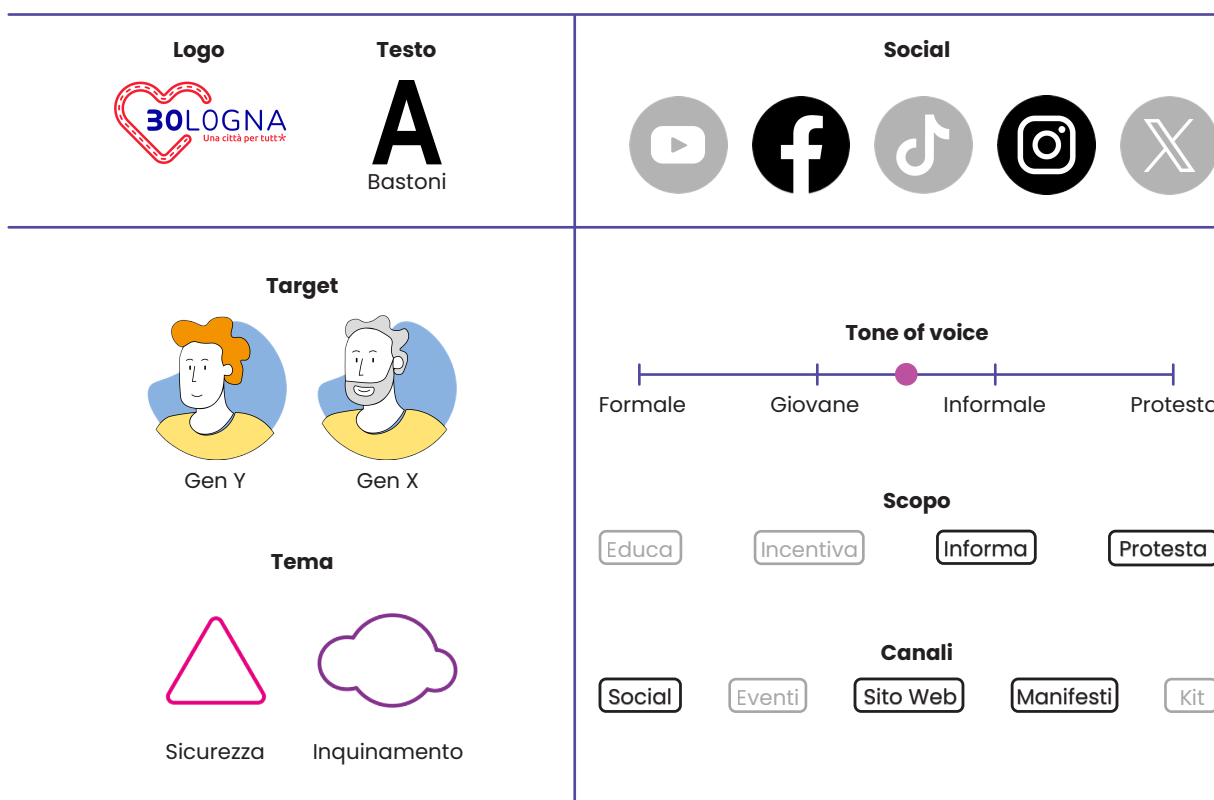 Logo
Testo
30LOGNA
Una città per tutt*
A
Bastoni
Social
Target
Gen Y
Gen X
Tema
Sicurezza
Inquinamento
Tone of voice
Formale
Giovane
Informale
Protesta
Scopo
Educa
Incentiva
Informa
Protesta
Canali
Social
Eventi
Sito Web
Manifesti
Kit